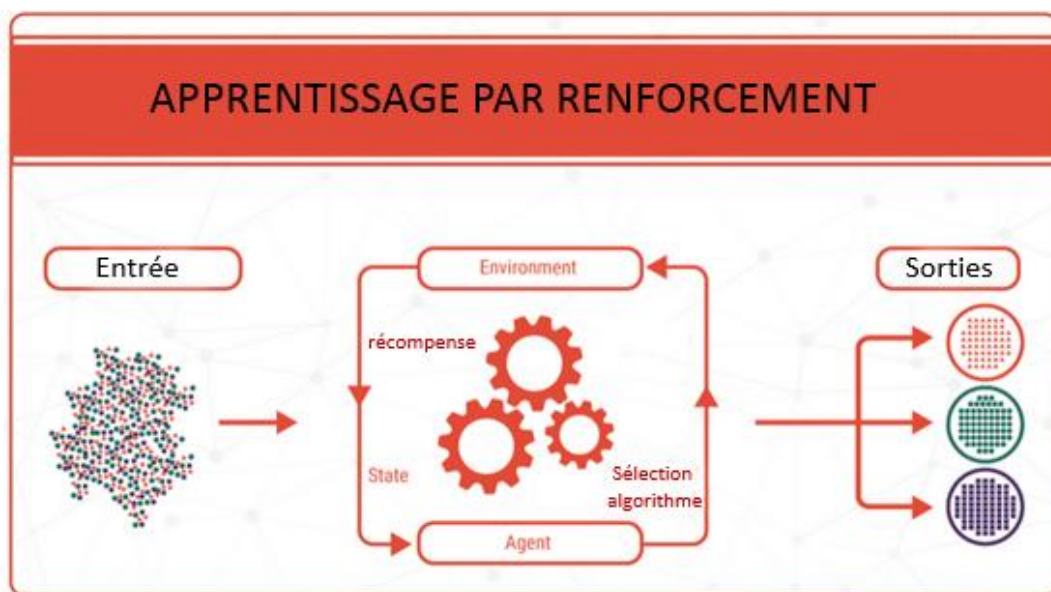 APPRENTISSAGE PAR RENFORCEMENT
Entrée
Environment
Sorties
récompense
State
Sélection
algorithme
Agent